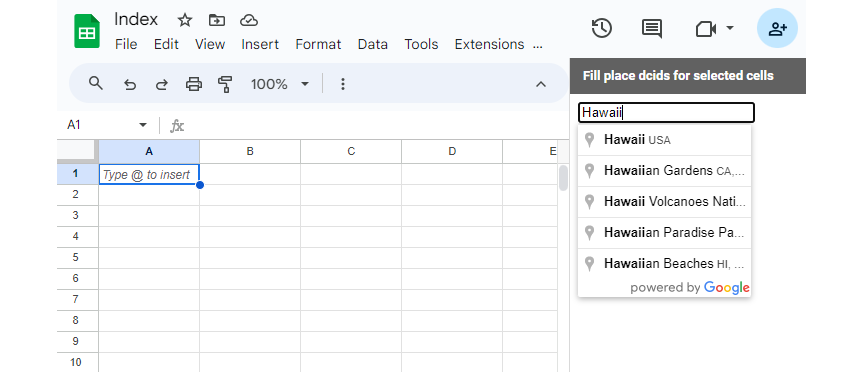 Index
File Edit View Insert Format Data Tools Extensions ...
100%
Fill place dcids for selected cells
Hawaii
A1 fx
Hawaii USA
Hawaiian Gardens CA,...
Hawaii Volcanoes Nati...
Hawaiian Paradise Pa...
Hawaiian Beaches HI, ...
powered by Google
A B C D E
1 Type @ to insert
2
3
4
5
6
7
8
9
10